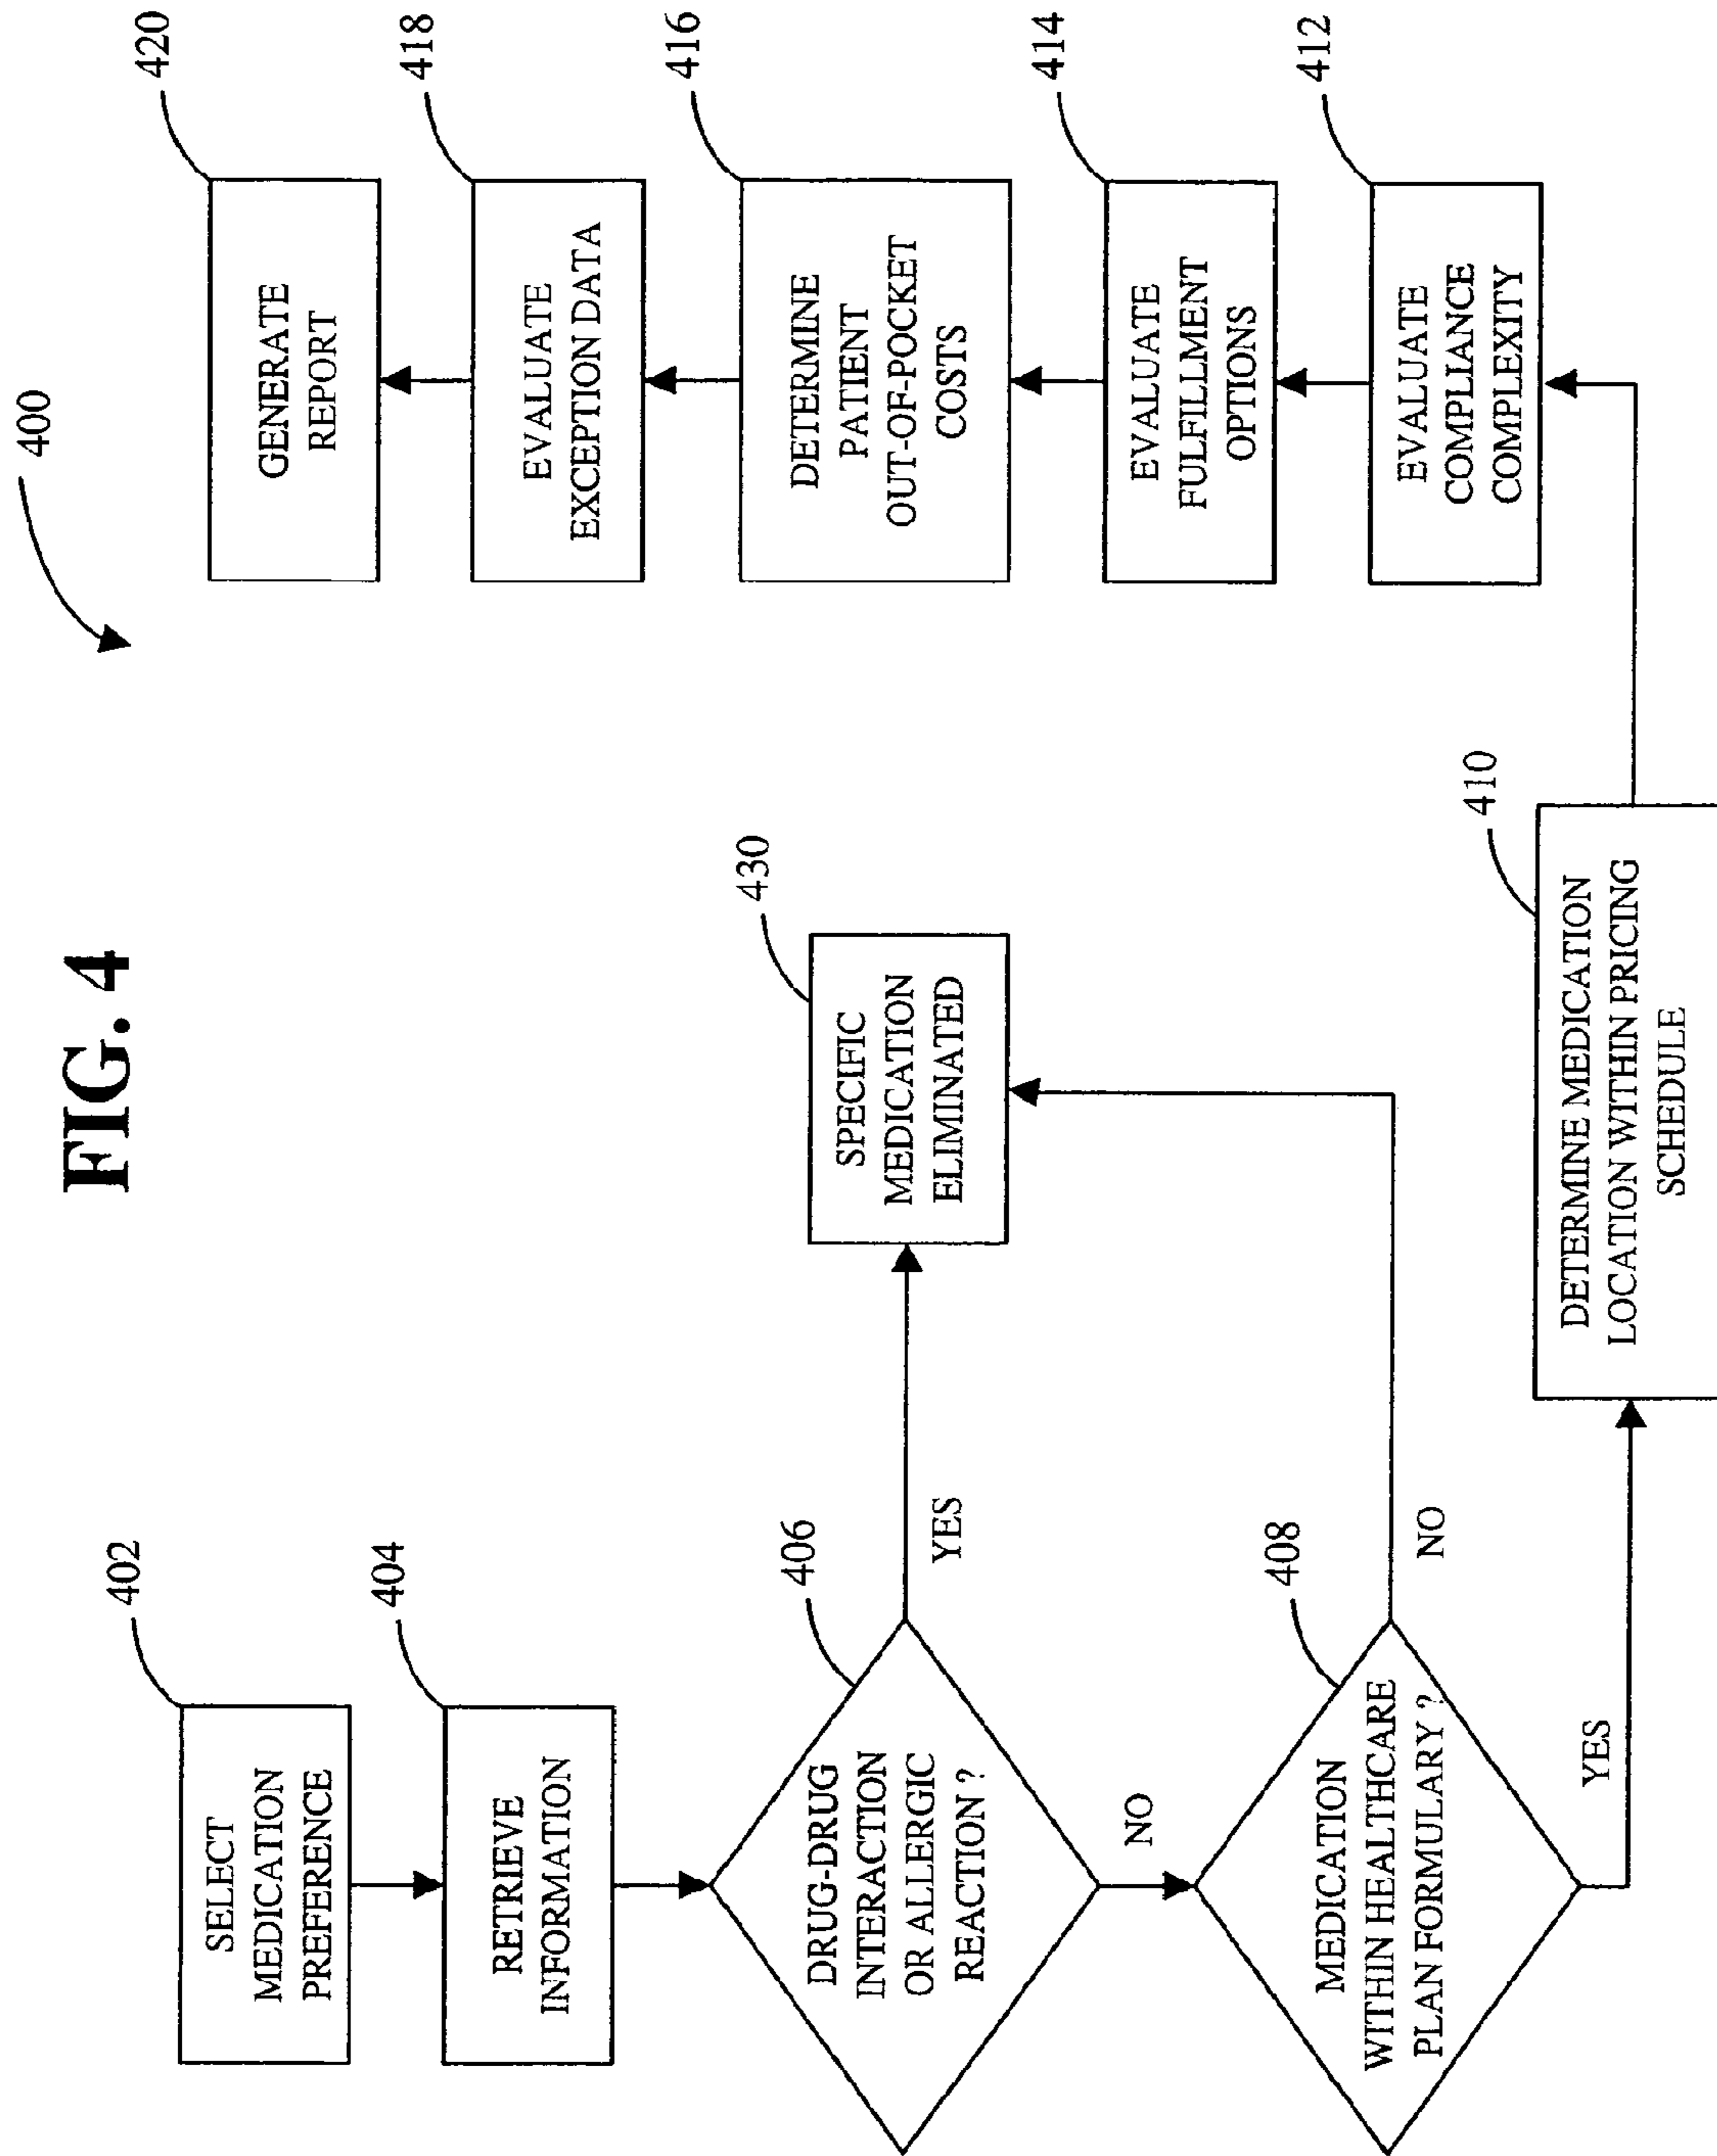 FIG. 4
400
402
SELECT
MEDICATION
PREFERENCE
404
RETRIEVE
INFORMATION
406
DRUG-DRUG
INTERACTION
OR ALLERGIC
REACTION ?
YES
NO
430
SPECIFIC
MEDICATION
ELIMINATED
408
MEDICATION
WITHIN HEALTHCARE
PLAN FORMULARY ?
NO
YES
410
DETERMINE MEDICATION
LOCATION WITHIN PRICING
SCHEDULE
412
EVALUATE
COMPLIANCE
COMPLEXITY
414
EVALUATE
FULFILLMENT
OPTIONS
416
DETERMINE
PATIENT
OUT-OF-POCKET
COSTS
418
EVALUATE
EXCEPTION DATA
420
GENERATE
REPORT